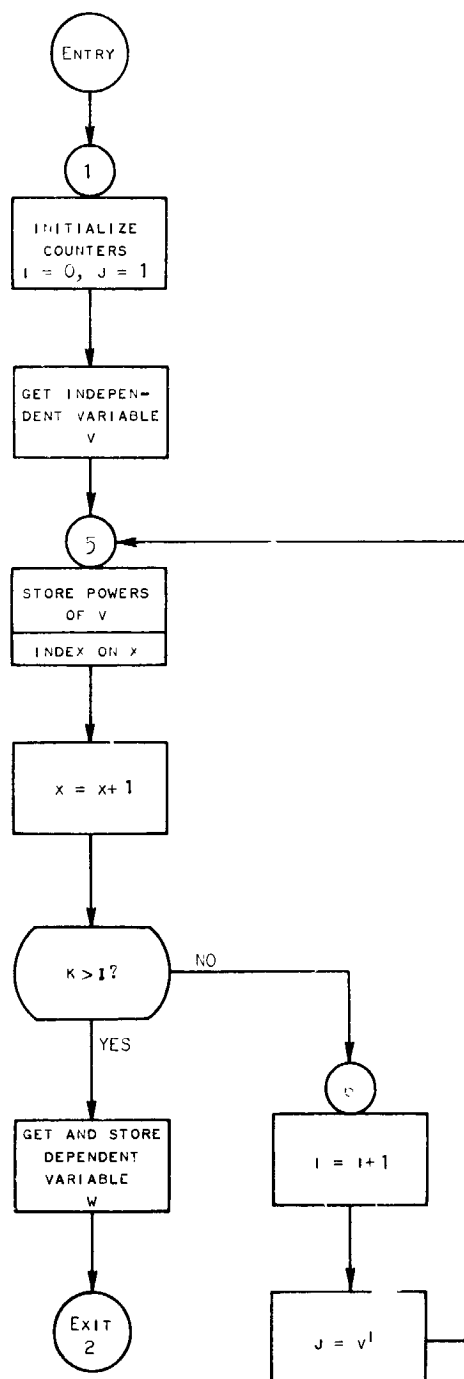 ENTRY
1
INITIALIZE
COUNTERS
I = 0, J = 1
GET INDEPEN-
DENT VARIABLE
V
5
STORE POWERS
OF V
INDEX ON X
X = X+1
K > I?
NO
YES
GET AND STORE
DEPENDENT
VARIABLE
W
EXIT
2
I = I+1
J = V^I